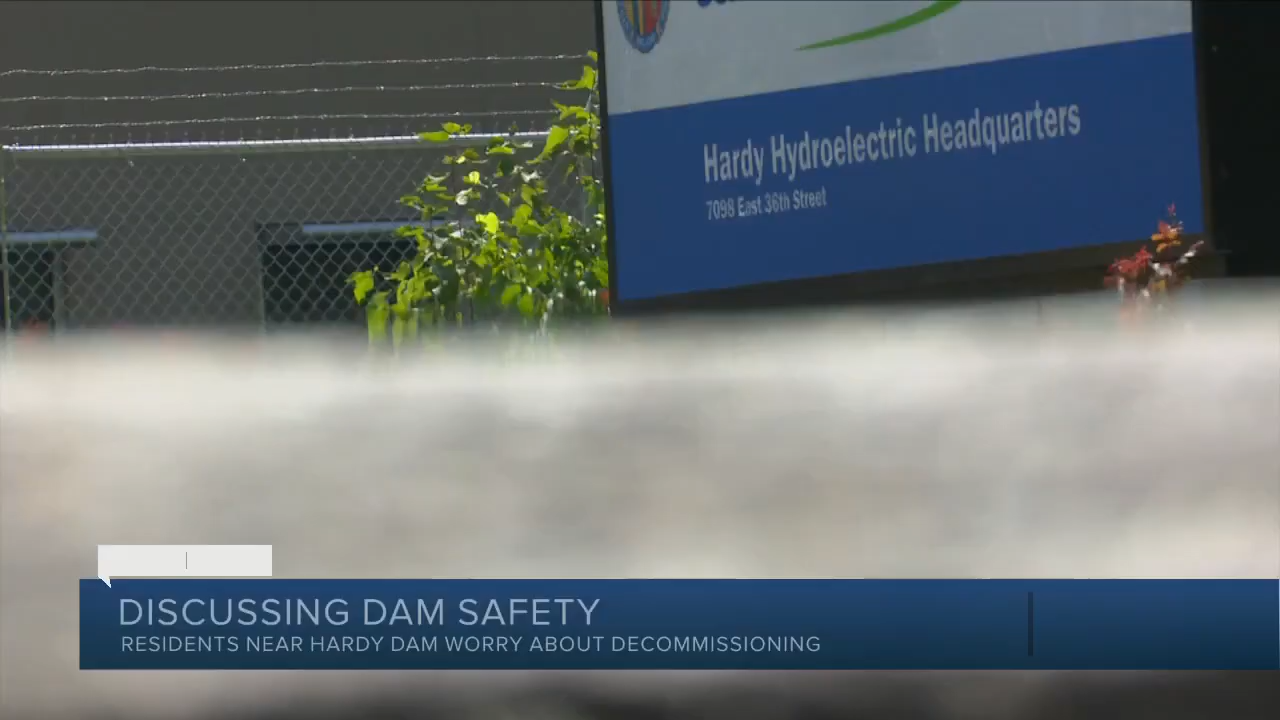 Hardy Hydroelectric Headquarters
7098 East 36th Street
DISCUSSING DAM SAFETY
RESIDENTS NEAR HARDY DAM WORRY ABOUT DECOMMISSIONING